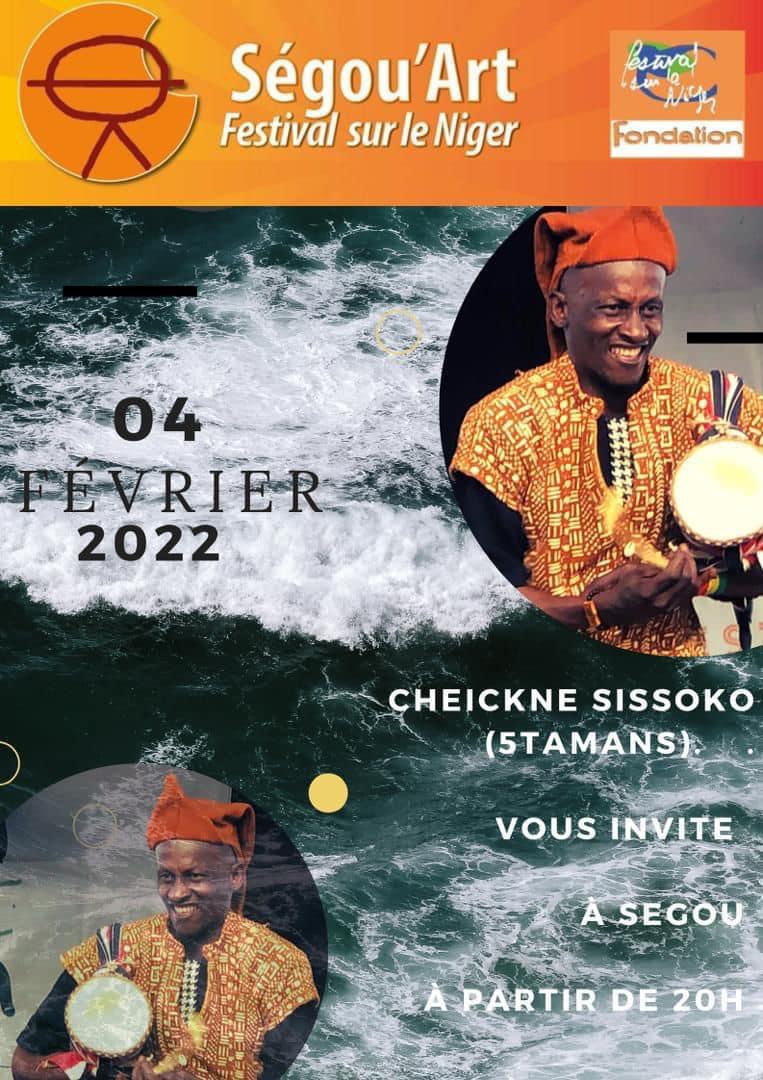 Ségou'Art
Festival sur le Niger
festival
sur le
Niger
Fondation
04
FÉVRIER
2022
CHEICKNE SISSOKO
(5TAMANS). .
VOUS INVITE
À SEGOU
À PARTIR DE 20H